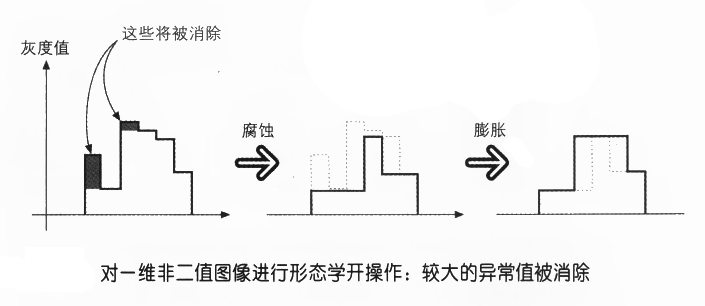 这些将被消除
灰度值
腐蚀
膨胀
对一维非二值图像进行形态学开操作：较大的异常值被消除